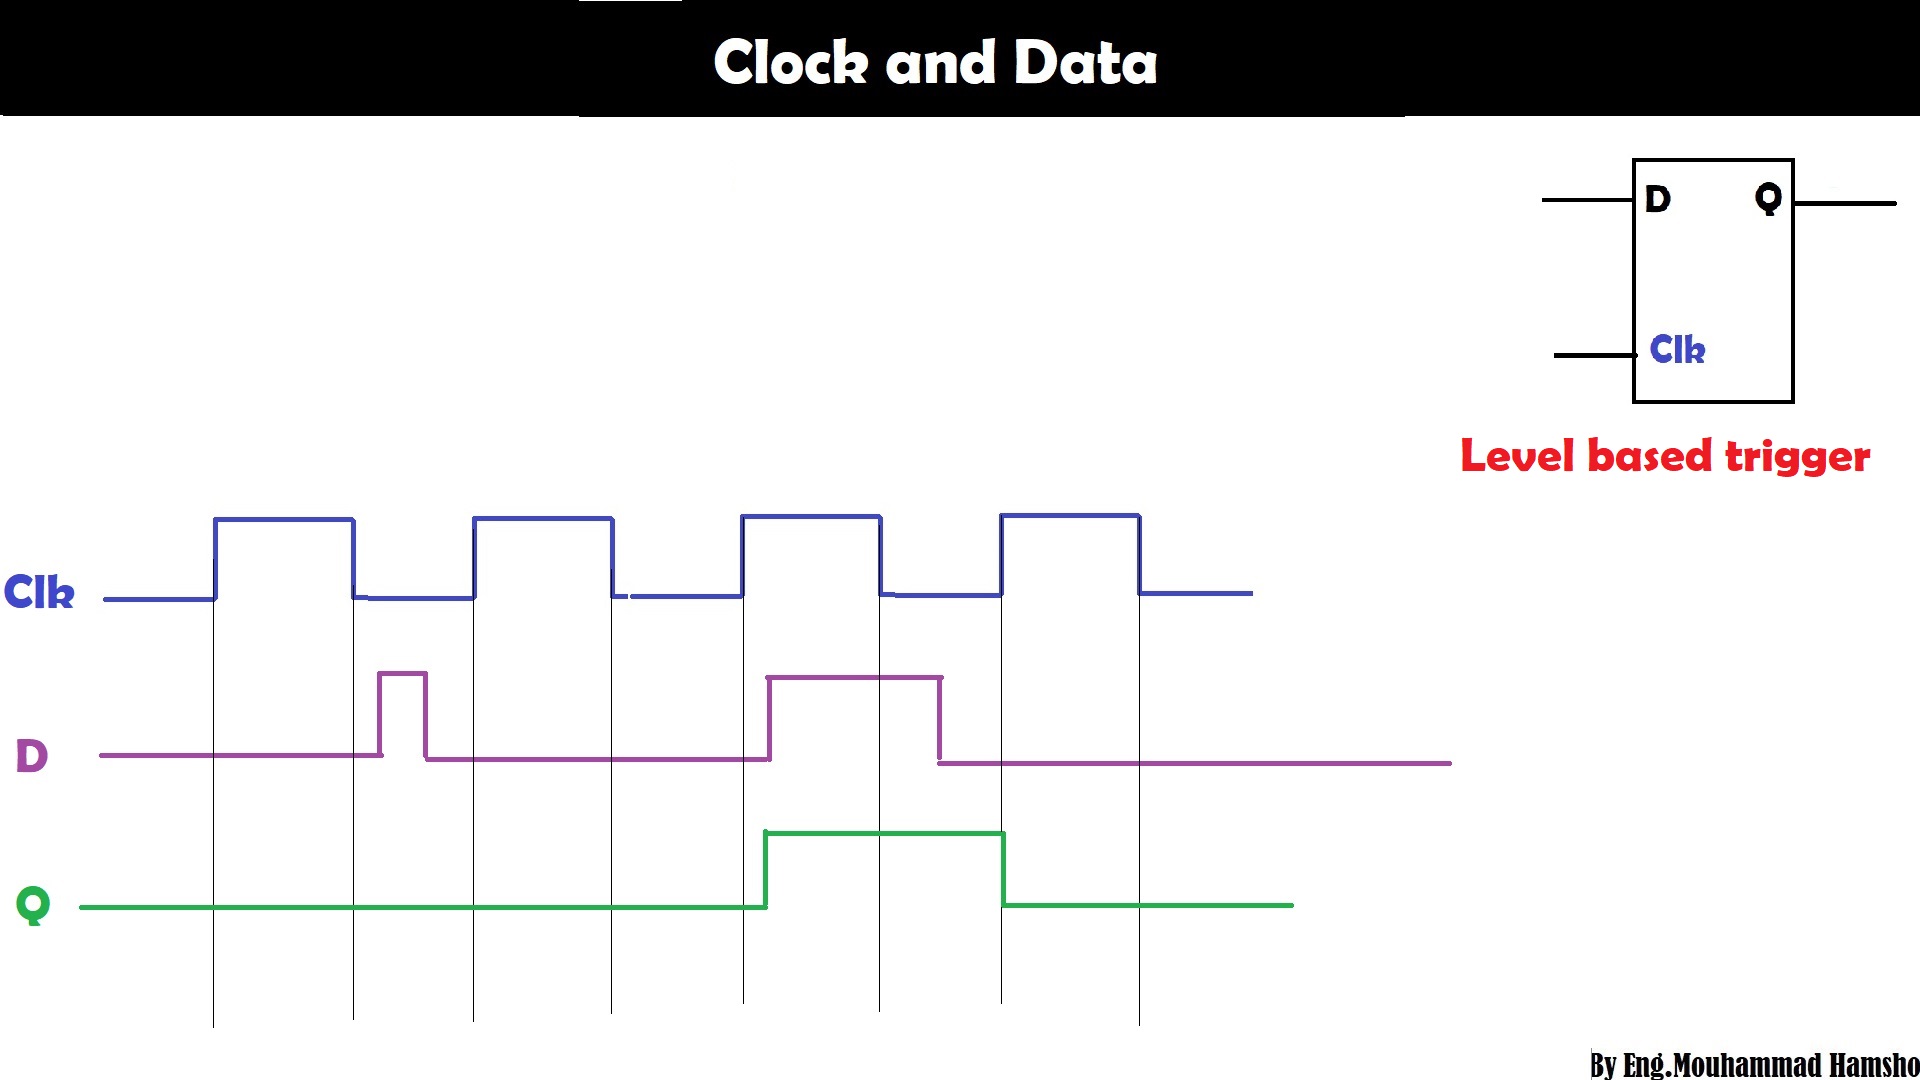 Clock and Data
D Q
Clk
Level based trigger
Clk
D
Q
By Eng.Mouhammad Hamsho